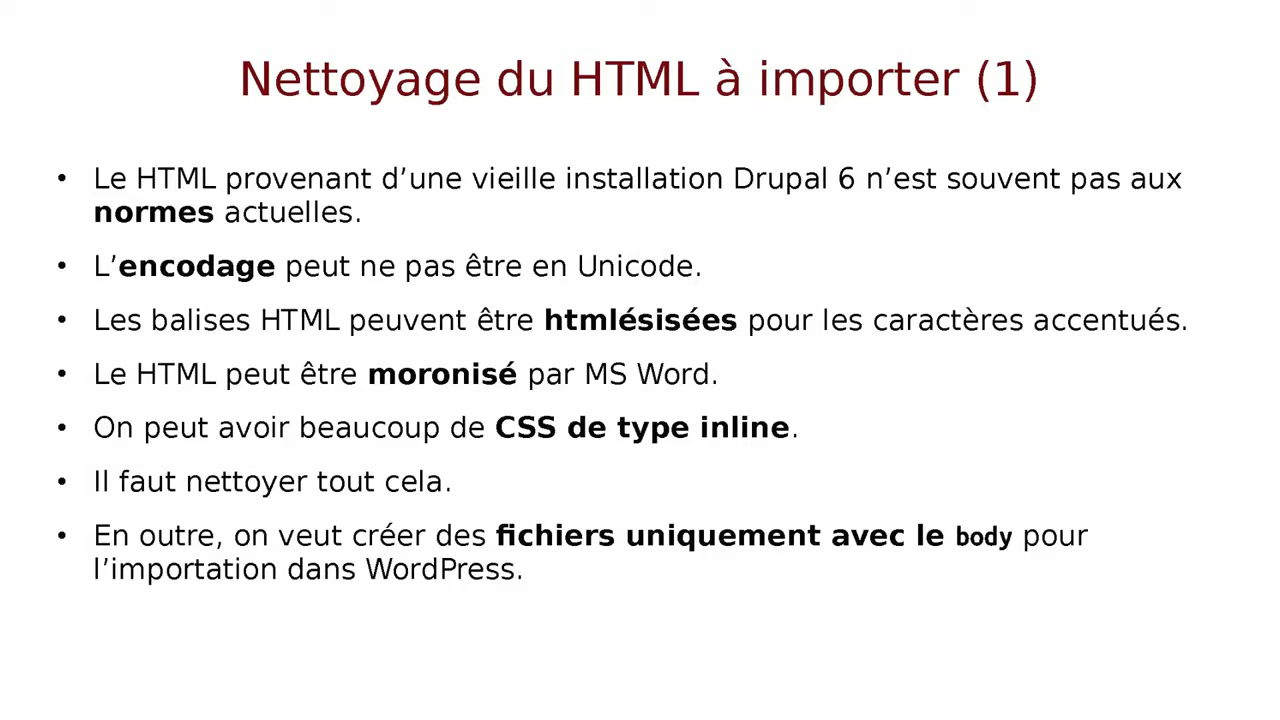 Nettoyage du HTML à importer (1)
• Le HTML provenant d’une vieille installation Drupal 6 n’est souvent pas aux
normes actuelles.
• L’encodage peut ne pas être en Unicode.
• Les balises HTML peuvent être htmlésisées pour les caractères accentués.
• Le HTML peut être moronisé par MS Word.
• On peut avoir beaucoup de CSS de type inline.
• Il faut nettoyer tout cela.
• En outre, on veut créer des fichiers uniquement avec le body pour
l’importation dans WordPress.